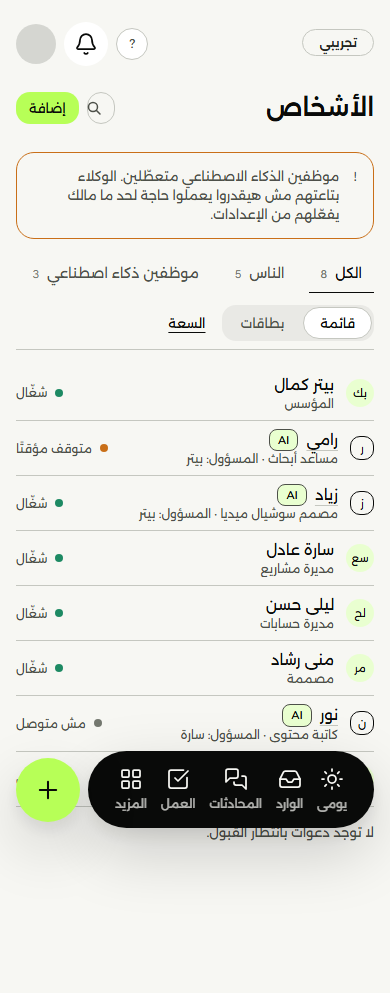 تجريبي
?
الأشخاص
إضافة
! موظفين الذكاء الاصطناعي متعطّلين. الوكلاء
بتاعتهم مش هيقدروا يعملوا حاجة لحد ما مالك
يفعّلهم من الإعدادات.
الكل 8
الناس 5
موظفين ذكاء اصطناعي 3
قائمة
بطاقات
السعة
بك
بيتر كمال
المؤسس
شغّال
ر
رامي AI
مساعد أبحاث · المسؤول: بيتر
متوقف مؤقتًا
ز
زياد AI
مصمم سوشيال ميديا · المسؤول: بيتر
شغّال
سع
سارة عادل
مديرة مشاريع
شغّال
لح
ليلى حسن
مديرة حسابات
شغّال
مر
منى رشاد
مصممة
شغّال
ن
نور AI
كاتبة محتوى · المسؤول: سارة
مش متوصل
يومي
الوارد
المحادثات
العمل
المزيد
لا توجد دعوات بانتظار القبول.